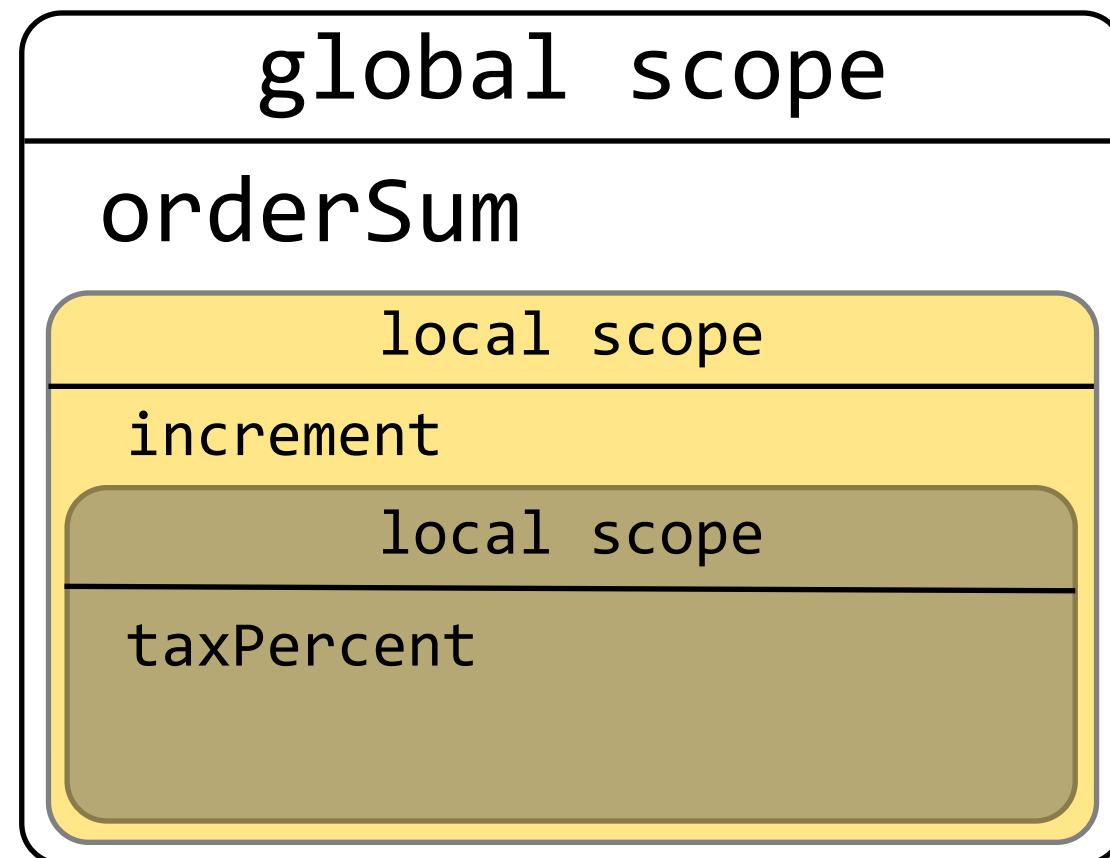 global scope
orderSum
local scope
increment
local scope
taxPercent